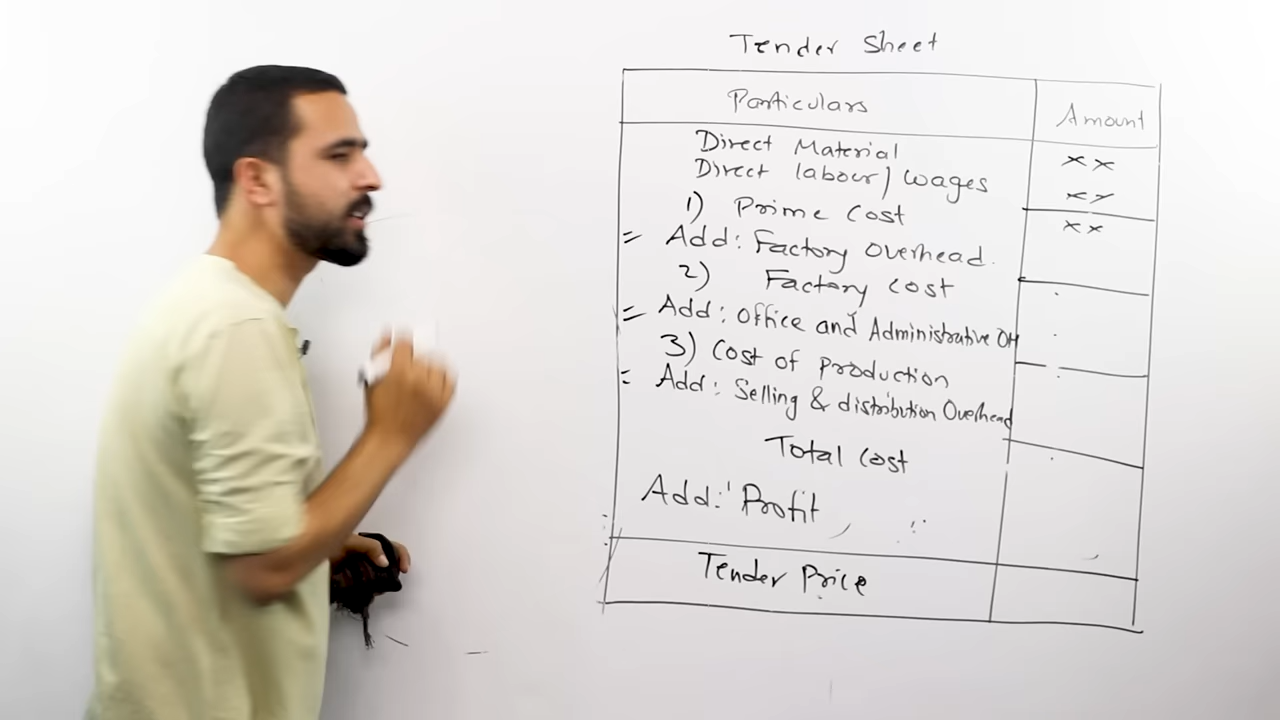 Tender Sheet
Particulars Amount
Direct Material xx
Direct labour/wages xx
1) Prime Cost xx
= Add: Factory Overhead.
2) Factory cost
= Add: Office and Administrative OH
3) Cost of production
= Add: Selling & distribution Overhead
Total cost
Add: Profit
Tender Price